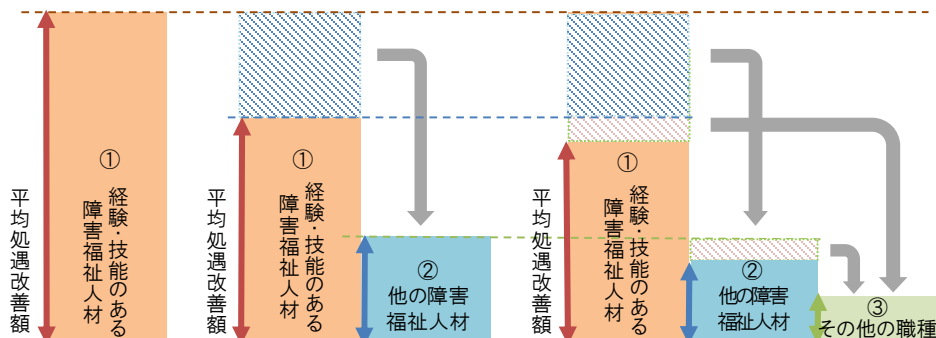 平均処遇改善額
①
経験・技能のある
障害福祉人材
平均処遇改善額
①
経験・技能のある
障害福祉人材
②
他の障害
福祉人材
平均処遇改善額
①
経験・技能のある
障害福祉人材
②
他の障害
福祉人材
③
その他の職種